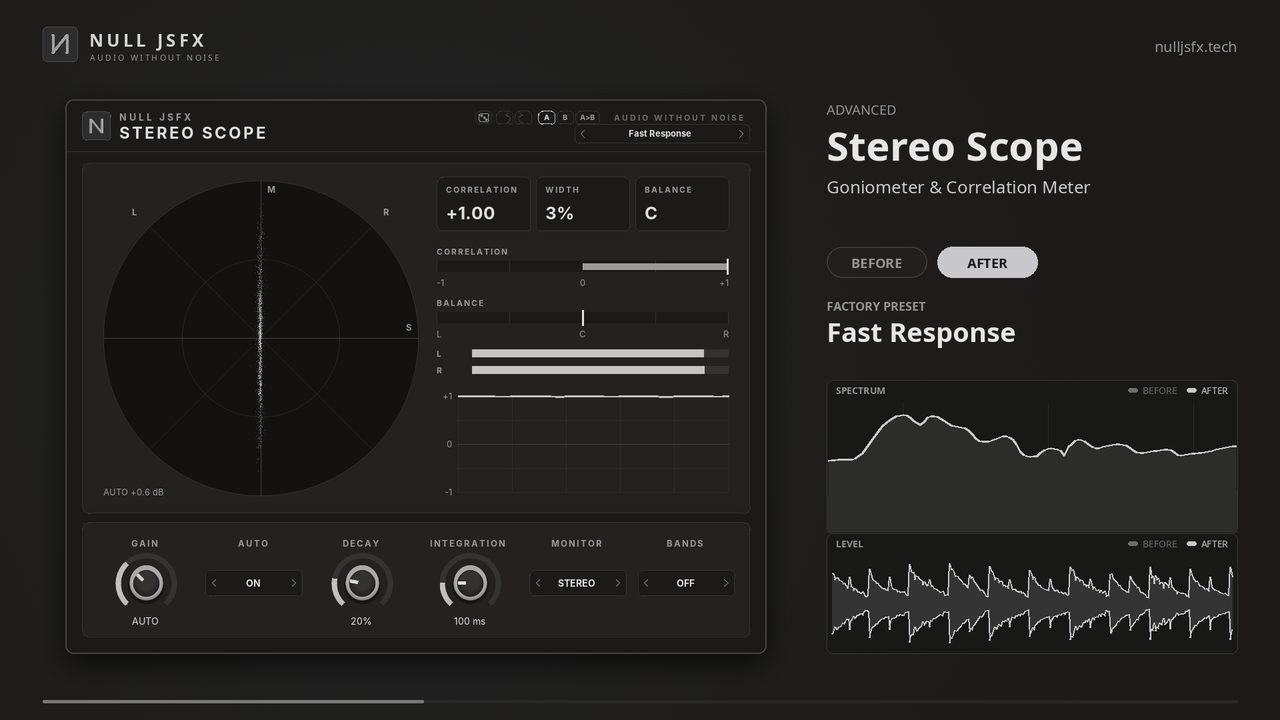 NULL JSFX
AUDIO WITHOUT NOISE
nulljsfx.tech
N NULL JSFX
STEREO SCOPE
A B A>B AUDIO WITHOUT NOISE
Fast Response
M
L R
S
AUTO +0.6 dB
CORRELATION WIDTH BALANCE
+1.00 3% C
CORRELATION
-1 0 +1
BALANCE
L C R
L
R
+1
0
-1
GAIN AUTO DECAY INTEGRATION MONITOR BANDS
ON STEREO OFF
AUTO 20% 100 ms
ADVANCED
Stereo Scope
Goniometer & Correlation Meter
BEFORE AFTER
FACTORY PRESET
Fast Response
SPECTRUM BEFORE AFTER
LEVEL BEFORE AFTER